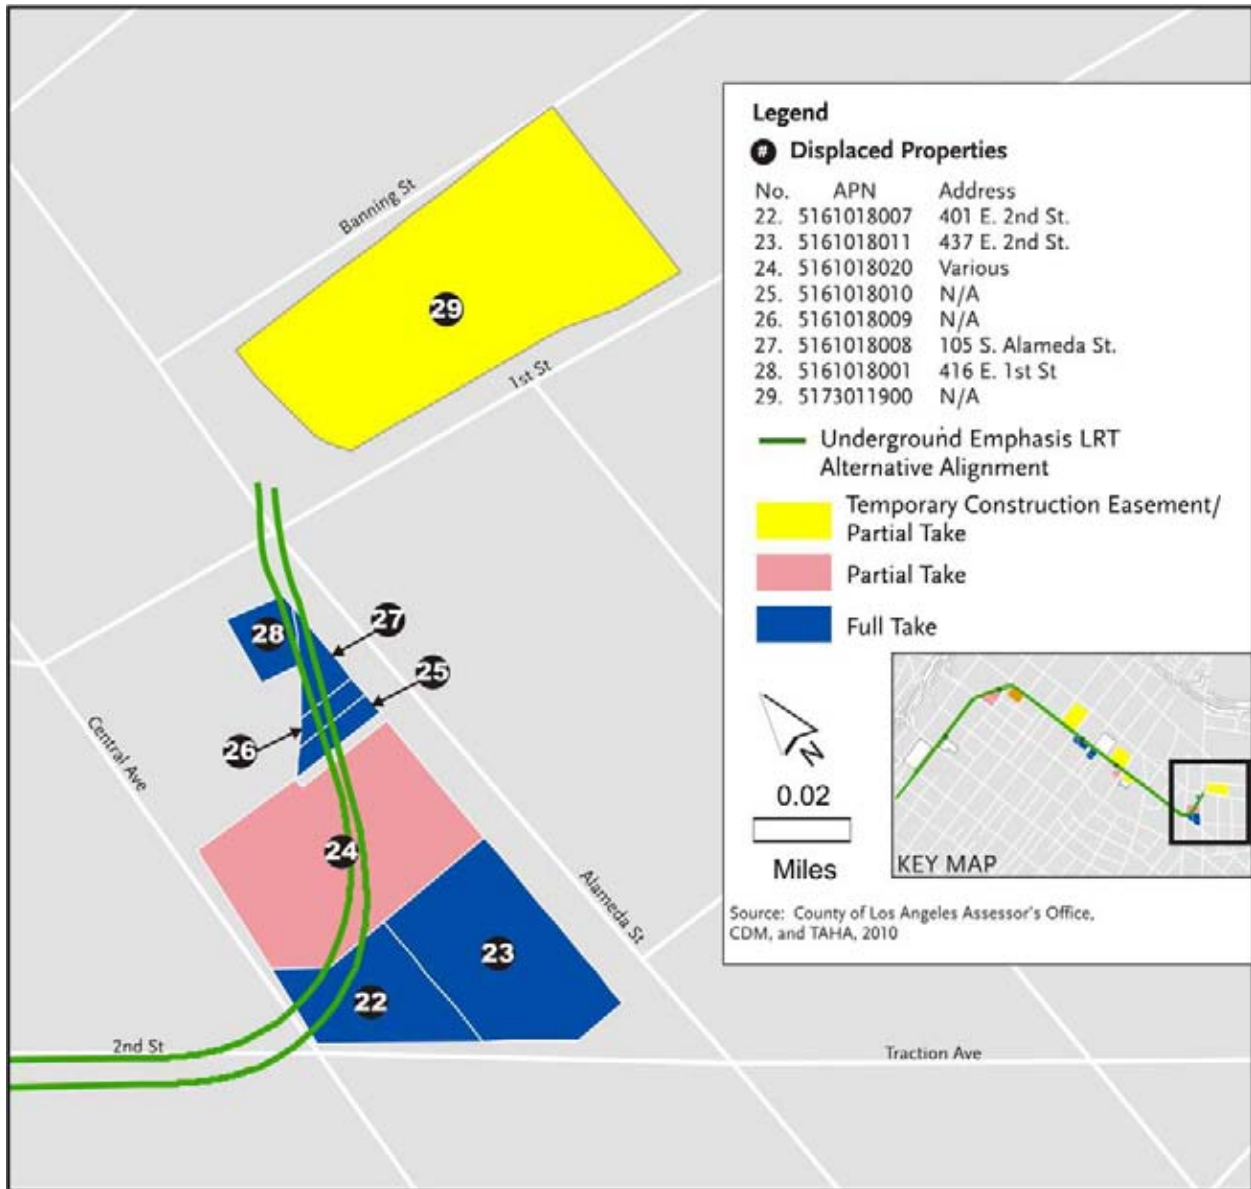 Banning St
29
1st St
28
27
25
26
Central Ave
24
Alameda St
23
22
2nd St
Traction Ave
Legend
# Displaced Properties
No. APN Address
22. 5161018007 401 E. 2nd St.
23. 5161018011 437 E. 2nd St.
24. 5161018020 Various
25. 5161018010 N/A
26. 5161018009 N/A
27. 5161018008 105 S. Alameda St.
28. 5161018001 416 E. 1st St
29. 5173011900 N/A
Underground Emphasis LRT
Alternative Alignment
Temporary Construction Easement/
Partial Take
Partial Take
Full Take
N
0.02
Miles
KEY MAP
Source: County of Los Angeles Assessor's Office,
CDM, and TAHA, 2010